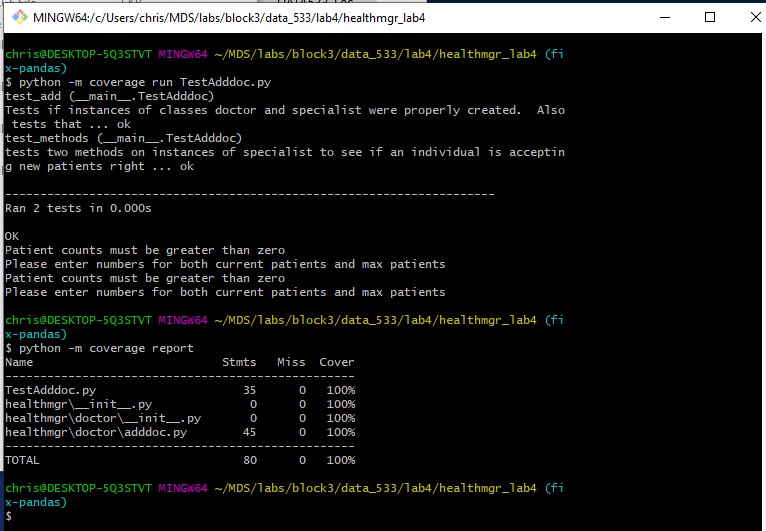 MINGW64:/c/Users/chris/MDS/labs/block3/data_533/lab4/healthmgr_lab4
chris@DESKTOP-5Q3STVT MINGW64 ~/MDS/labs/block3/data_533/lab4/healthmgr_lab4 (fi
x-pandas)
$ python -m coverage run TestAdddoc.py
test_add (__main__.TestAdddoc)
Tests if instances of classes doctor and specialist were properly created.  Also
 tests that ... ok
test_methods (__main__.TestAdddoc)
tests two methods on instances of specialist to see if an individual is acceptin
g new patients right ... ok
----------------------------------------------------------------------
Ran 2 tests in 0.000s
OK
Patient counts must be greater than zero
Please enter numbers for both current patients and max patients
Patient counts must be greater than zero
Please enter numbers for both current patients and max patients
chris@DESKTOP-5Q3STVT MINGW64 ~/MDS/labs/block3/data_533/lab4/healthmgr_lab4 (fi
x-pandas)
$ python -m coverage report
Name                           Stmts   Miss  Cover
--------------------------------------------------
TestAdddoc.py                     35      0   100%
healthmgr\__init__.py              0      0   100%
healthmgr\doctor\__init__.py       0      0   100%
healthmgr\doctor\adddoc.py        45      0   100%
--------------------------------------------------
TOTAL                             80      0   100%
chris@DESKTOP-5Q3STVT MINGW64 ~/MDS/labs/block3/data_533/lab4/healthmgr_lab4 (fi
x-pandas)
$